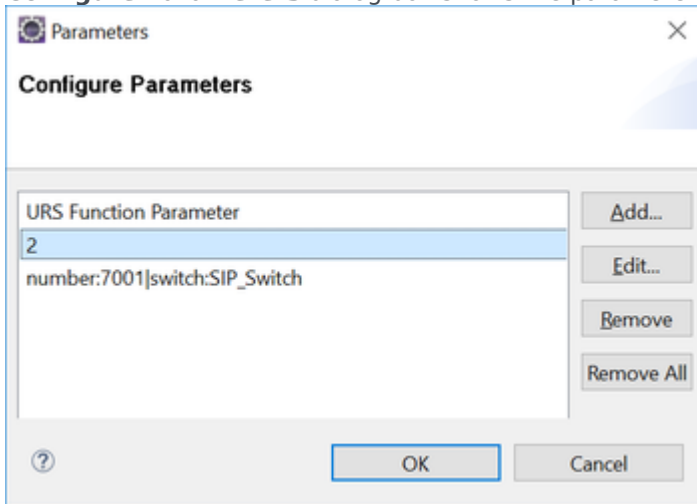 Parameters
Configure Parameters
URS Function Parameter
2
number:7001|switch:SIP_Switch
Add...
Edit...
Remove
Remove All
OK
Cancel